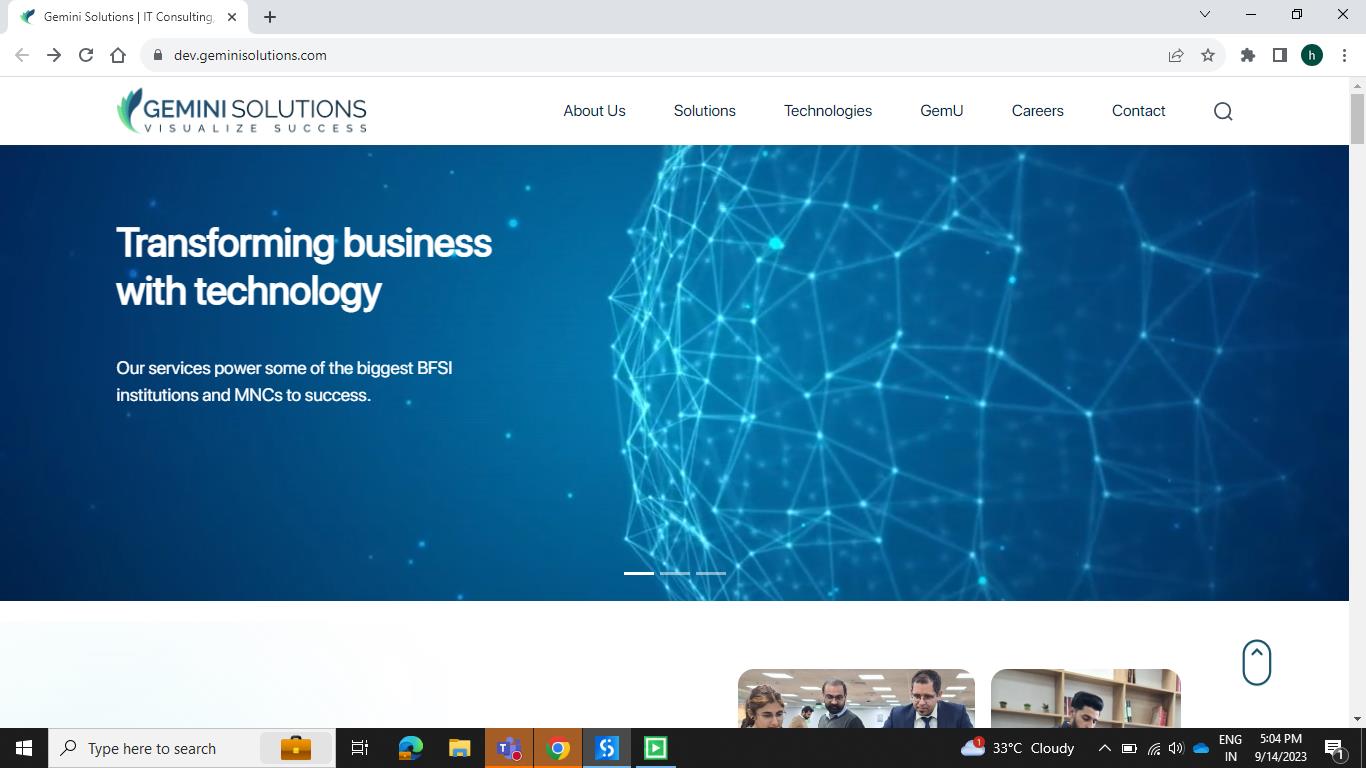 Gemini Solutions | IT Consulting,
dev.geminisolutions.com
h
GEMINI SOLUTIONS
VISUALIZE SUCCESS
About Us
Solutions
Technologies
GemU
Careers
Contact
Transforming business
with technology
Our services power some of the biggest BFSI
institutions and MNCs to success.
Type here to search
1
33°C Cloudy
ENG
IN
5:04 PM
9/14/2023
1